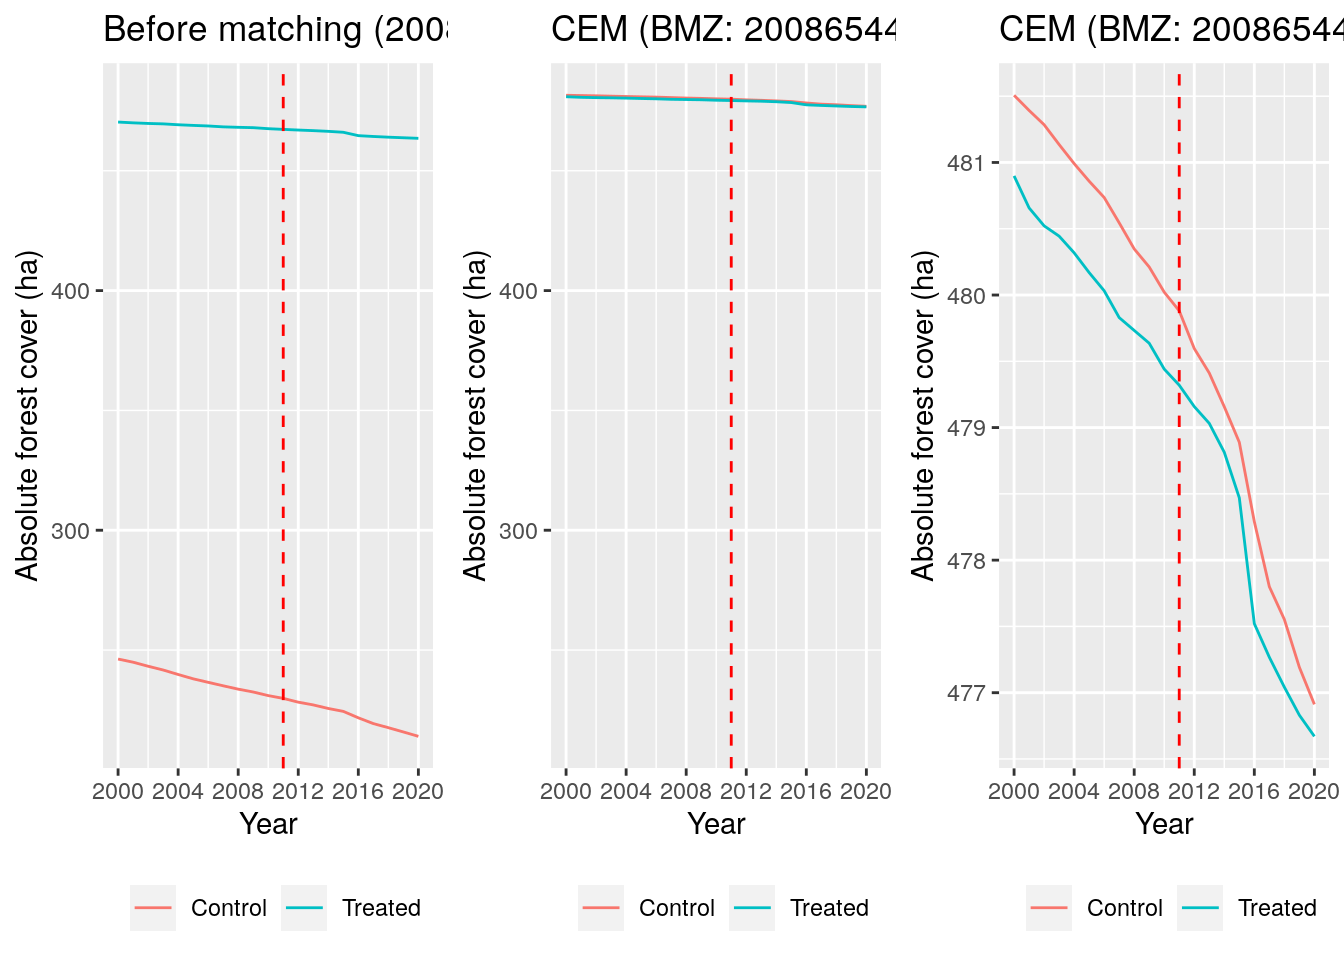 Before matching (2008
CEM (BMZ: 20086544
CEM (BMZ: 20086544
Absolute forest cover (ha)
400
300
2000 2004 2008 2012 2016 2020
Year
Control Treated
Absolute forest cover (ha)
400
300
2000 2004 2008 2012 2016 2020
Year
Control Treated
Absolute forest cover (ha)
481
480
479
478
477
2000 2004 2008 2012 2016 2020
Year
Control Treated